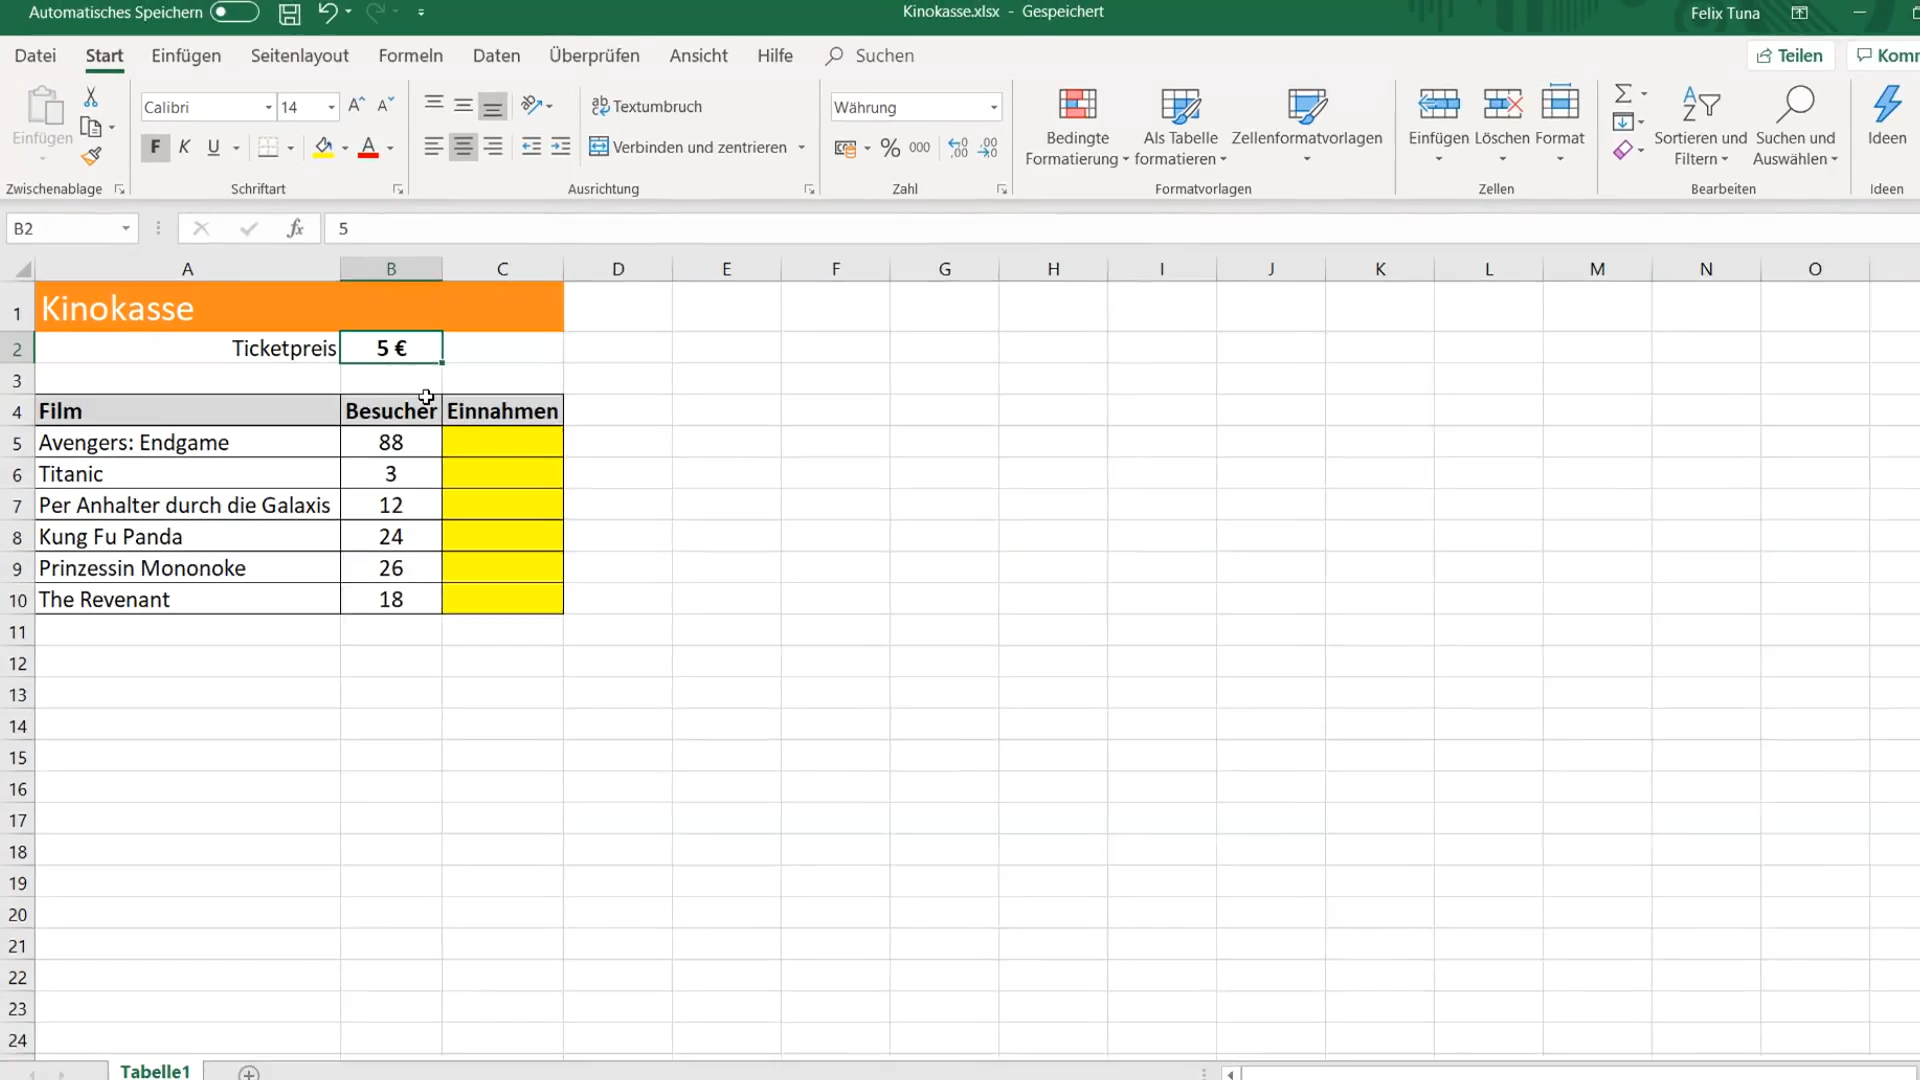 Automatisches Speichern
Kinokasse.xlsx - Gespeichert
Felix Tuna
Datei Start Einfügen Seitenlayout Formeln Daten Überprüfen Ansicht Hilfe Suchen
Teilen
Einfügen
Calibri 14
F K U
Textumbruch
Verbinden und zentrieren
Währung
% 000
Bedingte Formatierung
Als Tabelle formatieren
Zellenformatvorlagen
Einfügen Löschen Format
Sortieren und Filtern
Suchen und Auswählen
Ideen
Zwischenablage Schriftart Ausrichtung Zahl Formatvorlagen Zellen Bearbeiten Ideen
B2 fx 5
A B C D E F G H I J K L M N O
1 Kinokasse
2 Ticketpreis 5 €
3
4 Film Besucher Einnahmen
5 Avengers: Endgame 88
6 Titanic 3
7 Per Anhalter durch die Galaxis 12
8 Kung Fu Panda 24
9 Prinzessin Mononoke 26
10 The Revenant 18
11
12
13
14
15
16
17
18
19
20
21
22
23
24
Tabelle1